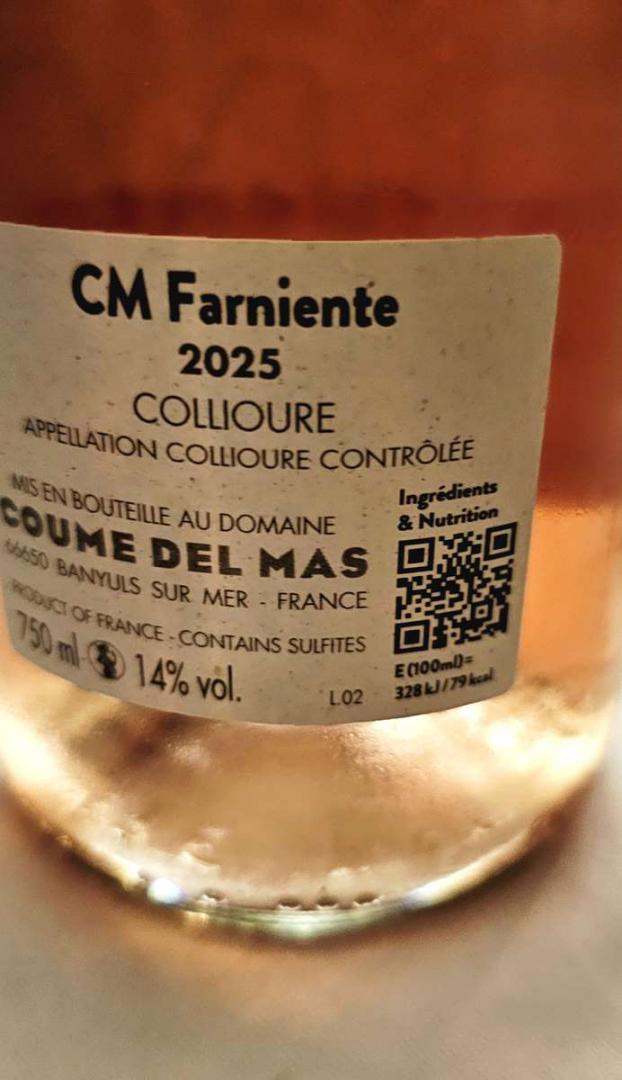 CM Farniente
2025
COLLIOURE
APPELLATION COLLIOURE CONTRÔLÉE
MIS EN BOUTEILLE AU DOMAINE
COUME DEL MAS
66650 BANYULS SUR MER - FRANCE
PRODUCT OF FRANCE - CONTAINS SULFITES
750 ml 14% vol.
L.02
Ingrédients
& Nutrition
E (100ml)=
328 kJ / 79 kcal